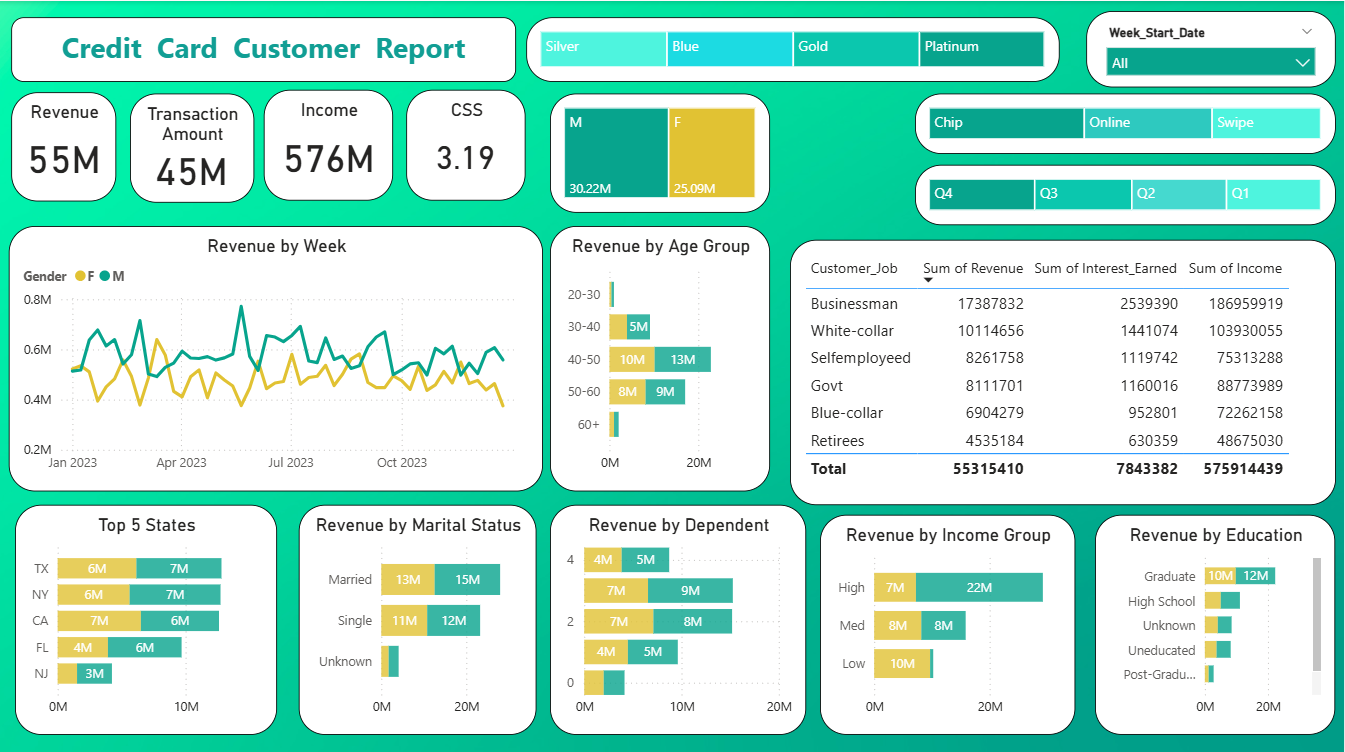 Credit Card Customer Report
Silver
Blue
Gold
Platinum
Week_Start_Date
All
Revenue
55M
Transaction
Amount
45M
Income
576M
CSS
3.19
M
30.22M
F
25.09M
Chip
Online
Swipe
Q4
Q3
Q2
Q1
Revenue by Week
Gender F M
0.8M
0.6M
0.4M
0.2M
Jan 2023 Apr 2023 Jul 2023 Oct 2023
Revenue by Age Group
20-30
30-40 5M
40-50 10M 13M
50-60 8M 9M
60+
0M 20M
Customer_Job Sum of Revenue Sum of Interest_Earned Sum of Income
Businessman 17387832 2539390 186959919
White-collar 10114656 1441074 103930055
Selfemployeed 8261758 1119742 75313288
Govt 8111701 1160016 88773989
Blue-collar 6904279 952801 72262158
Retirees 4535184 630359 48675030
Total 55315410 7843382 575914439
Top 5 States
TX 6M 7M
NY 6M 7M
CA 7M 6M
FL 4M 6M
NJ 3M
0M 10M
Revenue by Marital Status
Married 13M 15M
Single 11M 12M
Unknown
0M 20M
Revenue by Dependent
4 4M 5M
7M 9M
2 7M 8M
4M 5M
0
0M 10M 20M
Revenue by Income Group
High 7M 22M
Med 8M 8M
Low 10M
0M 20M
Revenue by Education
Graduate 10M 12M
High School
Unknown
Uneducated
Post-Gradu...
0M 20M